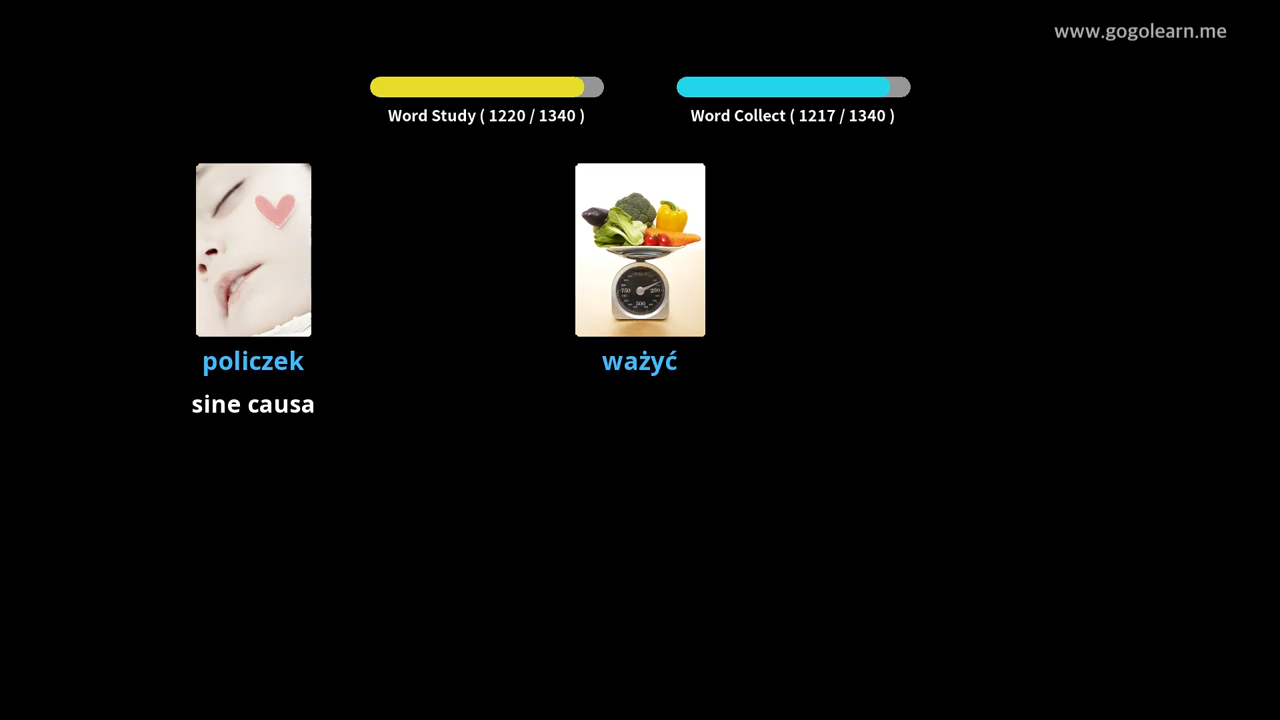 www.gogolearn.me
Word Study ( 1220 / 1340 )
Word Collect ( 1217 / 1340 )
policzek
ważyć
sine causa